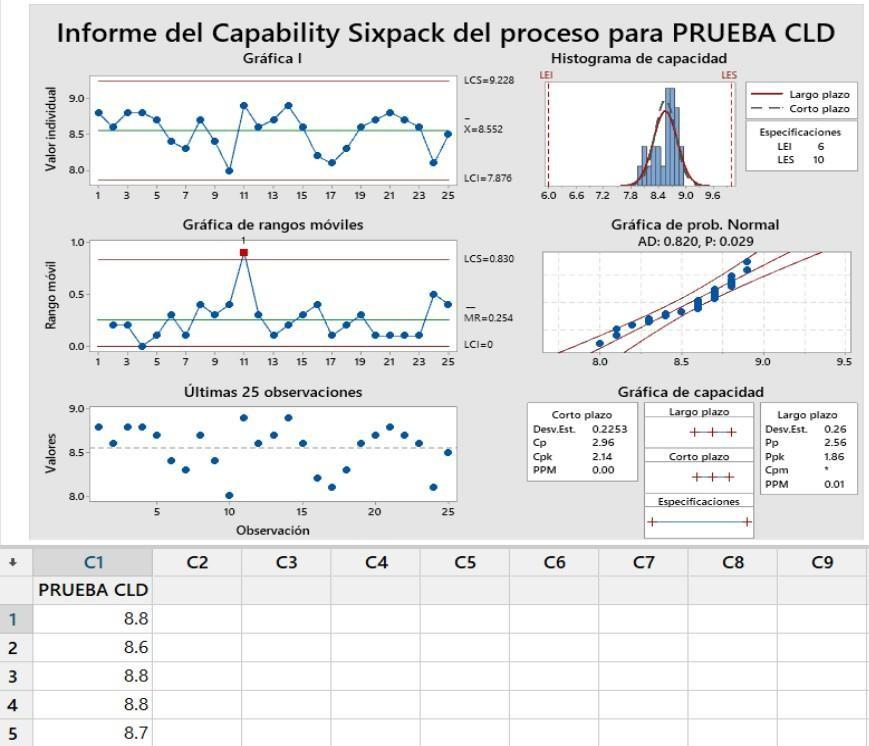 Informe del Capability Sixpack del proceso para PRUEBA CLD
Gráfica I
Valor individual
9.0
8.5
8.0
LCS=9.228
_
X=8.552
LCI=7.876
1 3 5 7 9 11 13 15 17 19 21 23 25
Histograma de capacidad
LEI LES
6.0 6.6 7.2 7.8 8.4 9.0 9.6
Largo plazo
Corto plazo
Especificaciones
LEI 6
LES 10
Gráfica de rangos móviles
Rango móvil
1.0
0.5
0.0
1
LCS=0.830
__
MR=0.254
LCI=0
1 3 5 7 9 11 13 15 17 19 21 23 25
Gráfica de prob. Normal
AD: 0.820, P: 0.029
8.0 8.5 9.0 9.5
Últimas 25 observaciones
Valores
9.0
8.5
8.0
5 10 15 20 25
Observación
Gráfica de capacidad
Corto plazo
Desv.Est. 0.2253
Cp 2.96
Cpk 2.14
PPM 0.00
Largo plazo
Corto plazo
Especificaciones
Largo plazo
Desv.Est. 0.26
Pp 2.56
Ppk 1.86
Cpm *
PPM 0.01
C1 C2 C3 C4 C5 C6 C7 C8 C9
PRUEBA CLD
1 8.8
2 8.6
3 8.8
4 8.8
5 8.7